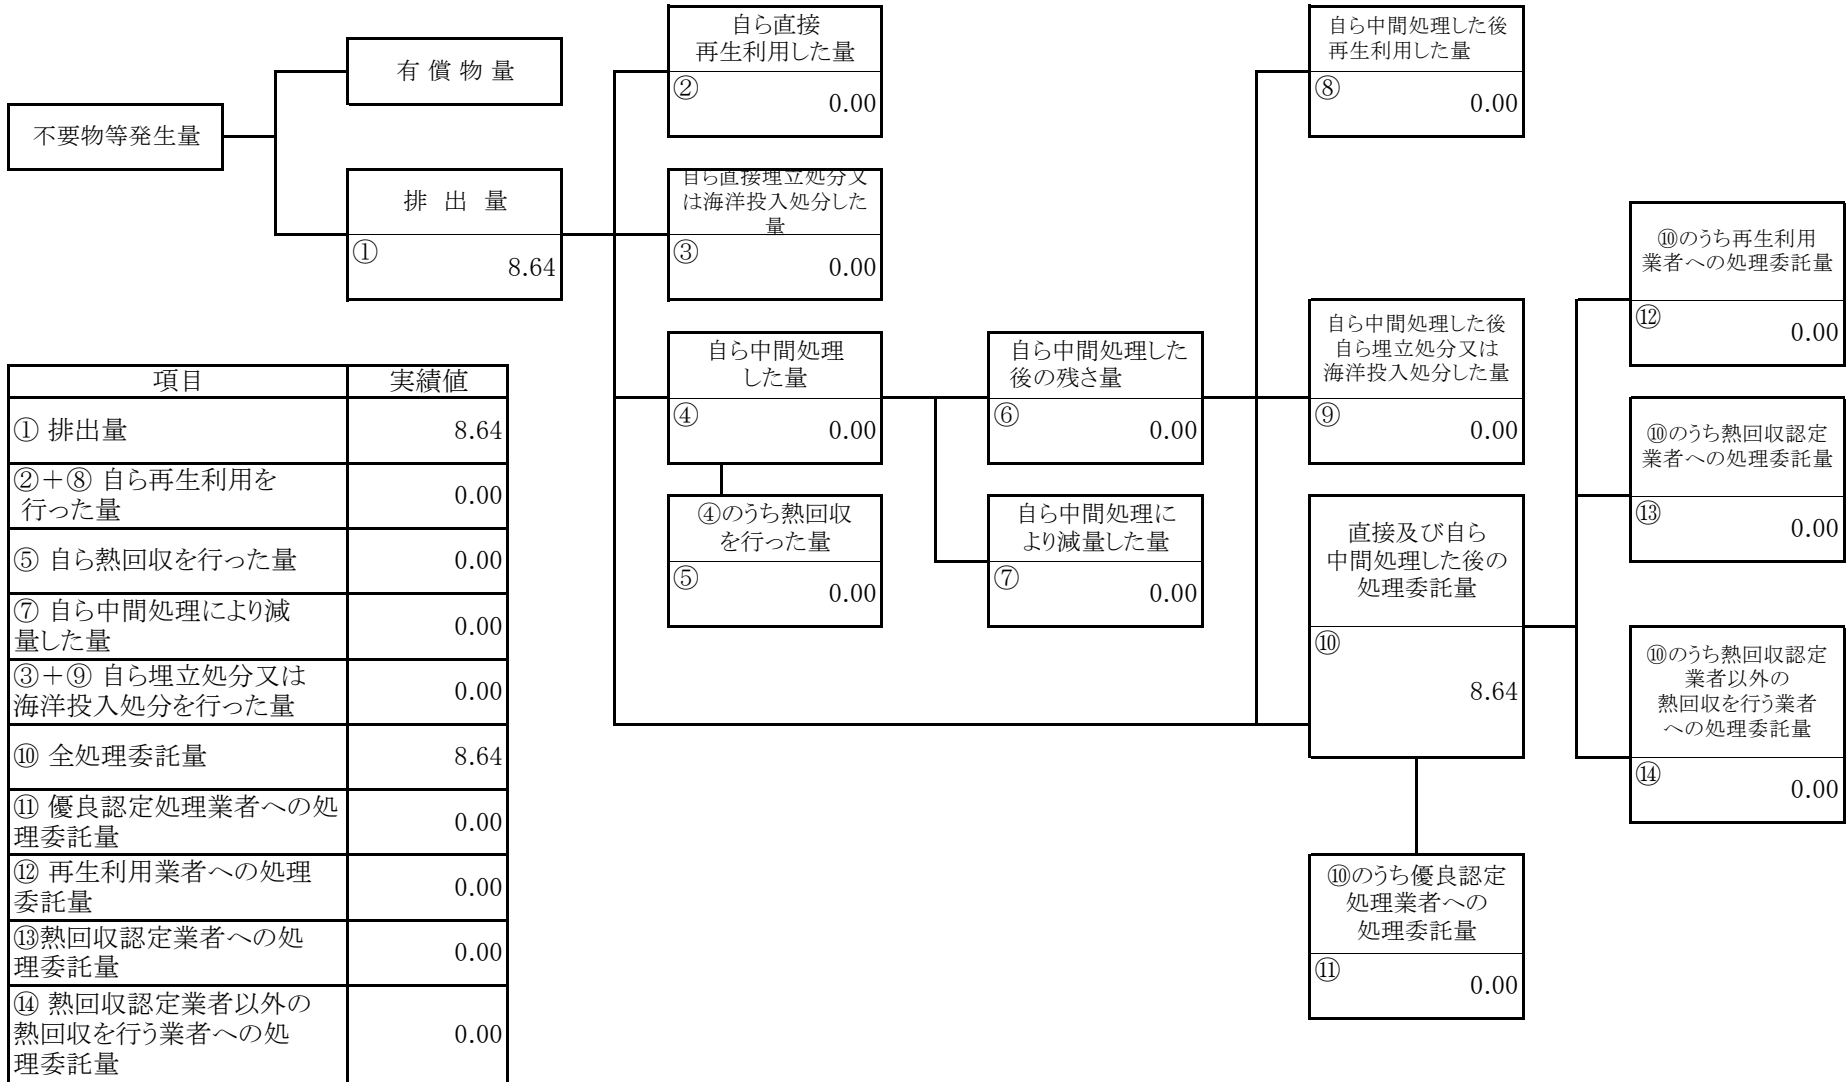 不要物等発生量
有 償 物 量
排 出 量
①
8.64
自ら直接
再生利用した量
②
0.00
自ら直接埋立処分又
は海洋投入処分した
量
③
0.00
自ら中間処理
した量
④
0.00
④のうち熱回収
を行った量
⑤
0.00
自ら中間処理した
後の残さ量
⑥
0.00
自ら中間処理に
より減量した量
⑦
0.00
自ら中間処理した後
再生利用した量
⑧
0.00
自ら中間処理した後
自ら埋立処分又は
海洋投入処分した量
⑨
0.00
直接及び自ら
中間処理した後の
処理委託量
⑩
8.64
⑩のうち優良認定
処理業者への
処理委託量
⑪
0.00
⑩のうち再生利用
業者への処理委託量
⑫
0.00
⑩のうち熱回収認定
業者への処理委託量
⑬
0.00
⑩のうち熱回収認定
業者以外の
熱回収を行う業者
への処理委託量
⑭
0.00
項目 実績値
① 排出量 8.64
②＋⑧ 自ら再生利用を
行った量 0.00
⑤ 自ら熱回収を行った量 0.00
⑦ 自ら中間処理により減
量した量 0.00
③＋⑨ 自ら埋立処分又は
海洋投入処分を行った量 0.00
⑩ 全処理委託量 8.64
⑪ 優良認定処理業者への処
理委託量 0.00
⑫ 再生利用業者への処理
委託量 0.00
⑬熱回収認定業者への処
理委託量 0.00
⑭ 熱回収認定業者以外の
熱回収を行う業者への処
理委託量 0.00